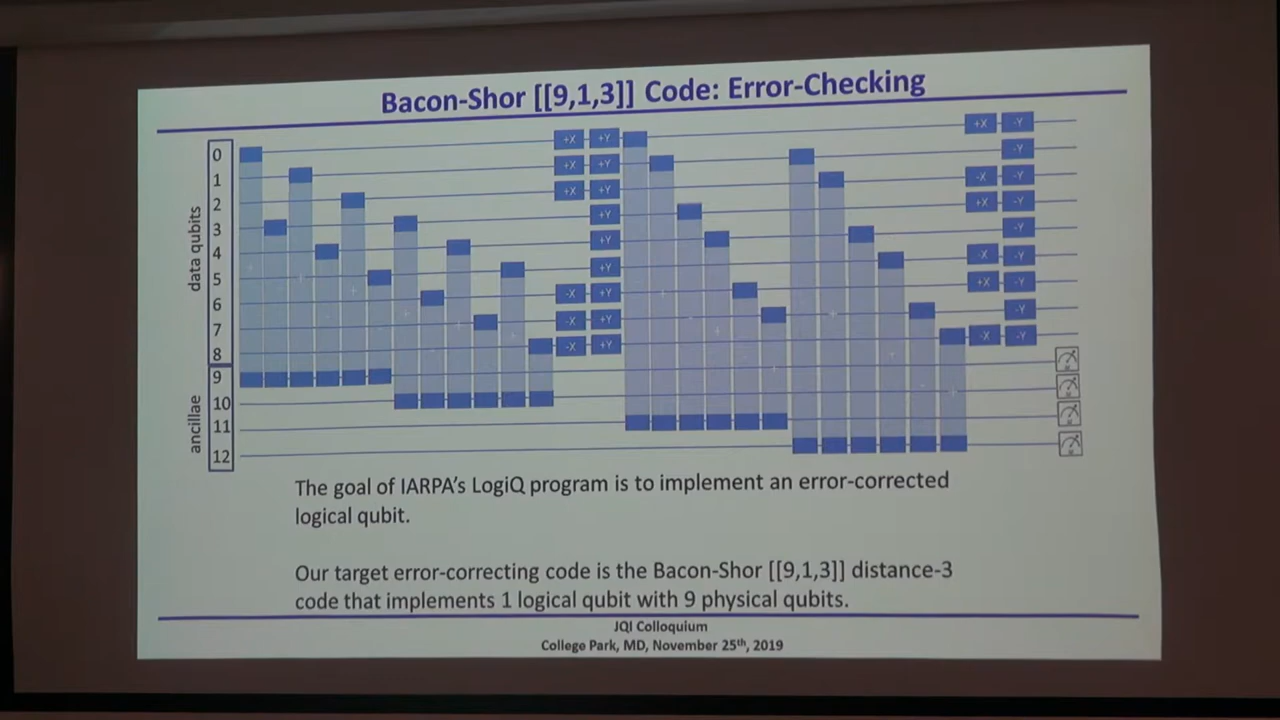 Bacon-Shor [[9,1,3]] Code: Error-Checking
data qubits
0
1
2
3
4
5
6
7
8
ancillae
9
10
11
12
+X +Y
+X +Y
+X +Y
+Y
+Y
+Y
-X +Y
-X +Y
-X +Y
+X -Y
-Y
-X -Y
+X -Y
-Y
-X -Y
+X -Y
-Y
-X -Y
The goal of IARPA's LogiQ program is to implement an error-corrected
logical qubit.
Our target error-correcting code is the Bacon-Shor [[9,1,3]] distance-3
code that implements 1 logical qubit with 9 physical qubits.
JQI Colloquium
College Park, MD, November 25th, 2019